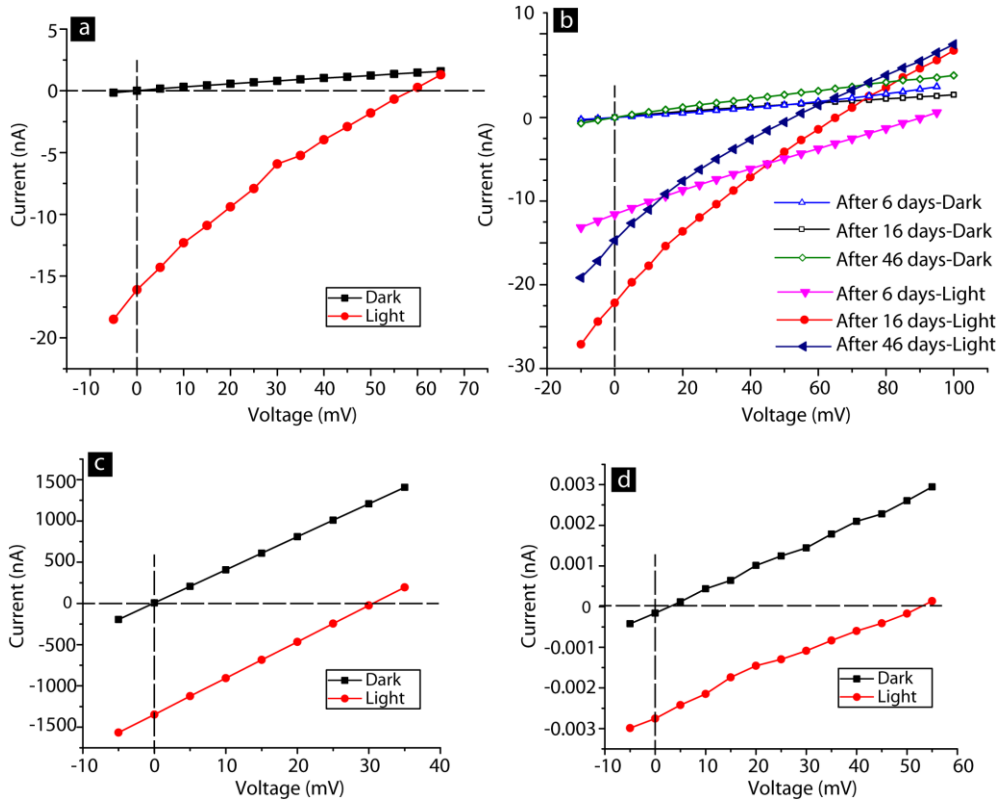 a
5
0
-5
-10
-15
-20
Current (nA)
-10 0 10 20 30 40 50 60 70
Voltage (mV)
Dark
Light
b
10
0
-10
-20
-30
Current (nA)
-20 0 20 40 60 80 100
Voltage (mV)
After 6 days-Dark
After 16 days-Dark
After 46 days-Dark
After 6 days-Light
After 16 days-Light
After 46 days-Light
c
1500
1000
500
0
-500
-1000
-1500
Current (nA)
-10 0 10 20 30 40
Voltage (mV)
Dark
Light
d
0.003
0.002
0.001
0
-0.001
-0.002
-0.003
Current (nA)
-10 0 10 20 30 40 50 60
Voltage (mV)
Dark
Light